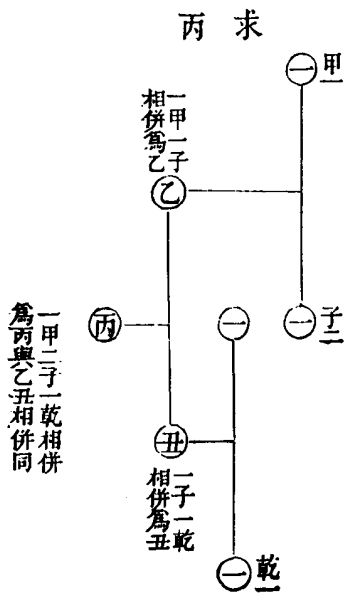 求丙
甲一
一
一甲一子
相併為乙
乙
子二
一
一
丙
一甲二子一乾相併
為丙與乙丑相併同
丑
一子一乾
相併為丑
乾一
一